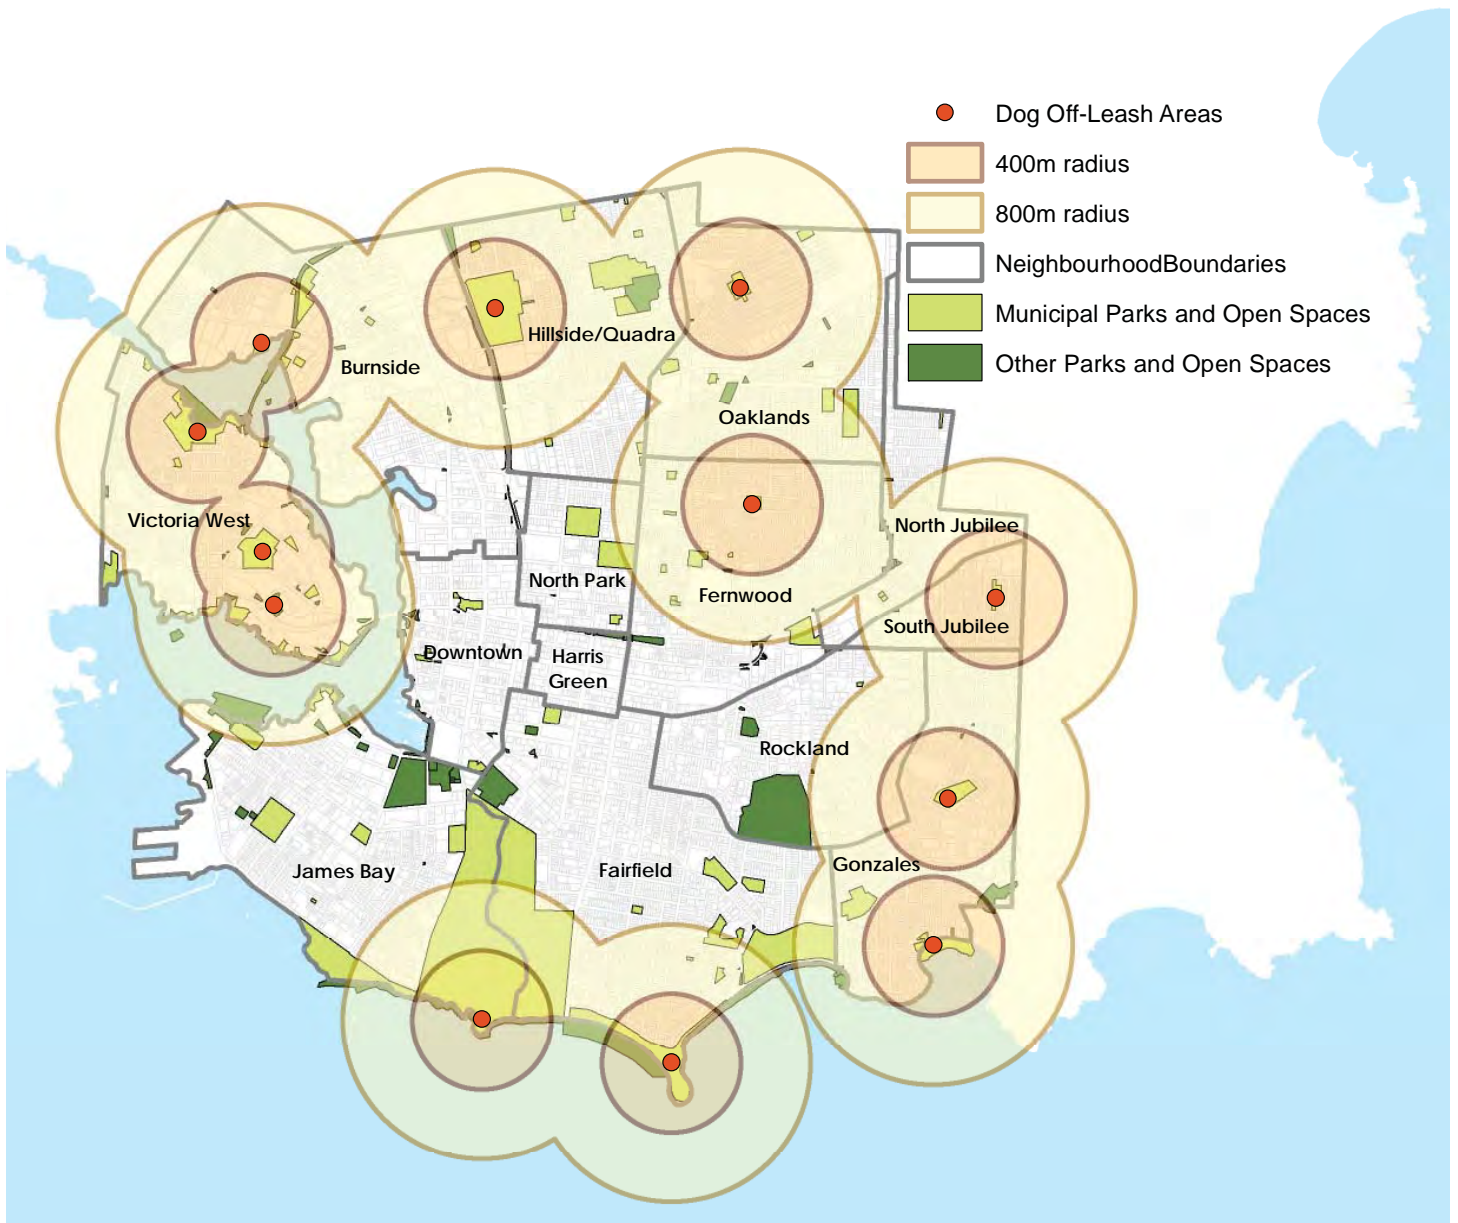 Dog Off-Leash Areas
400m radius
800m radius
NeighbourhoodBoundaries
Municipal Parks and Open Spaces
Other Parks and Open Spaces
Hillside/Quadra
Burnside
Oaklands
Victoria West
North Jubilee
North Park
Fernwood
South Jubilee
Downtown
Harris
Green
Rockland
Gonzales
James Bay
Fairfield